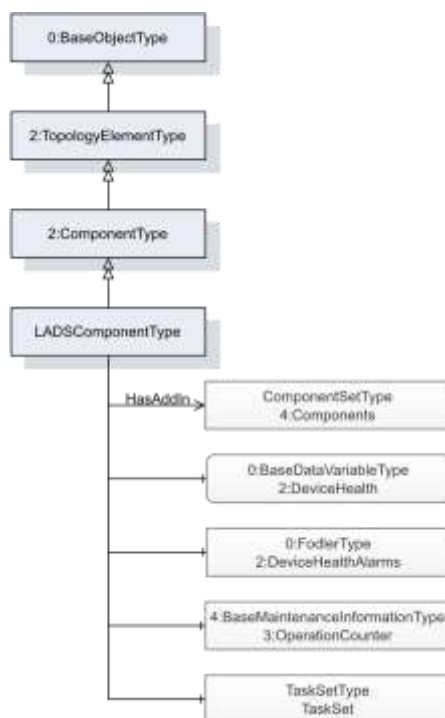 0:BaseObjectType
2:TopologyElementType
2:ComponentType
LADSComponentType
HasAddIn
ComponentSetType
4:Components
0:BaseDataVariableType
2:DeviceHealth
0:FodlerType
2:DeviceHealthAlarms
4:BaseMaintenanceInformationType
3:OperationCounter
TaskSetType
TaskSet